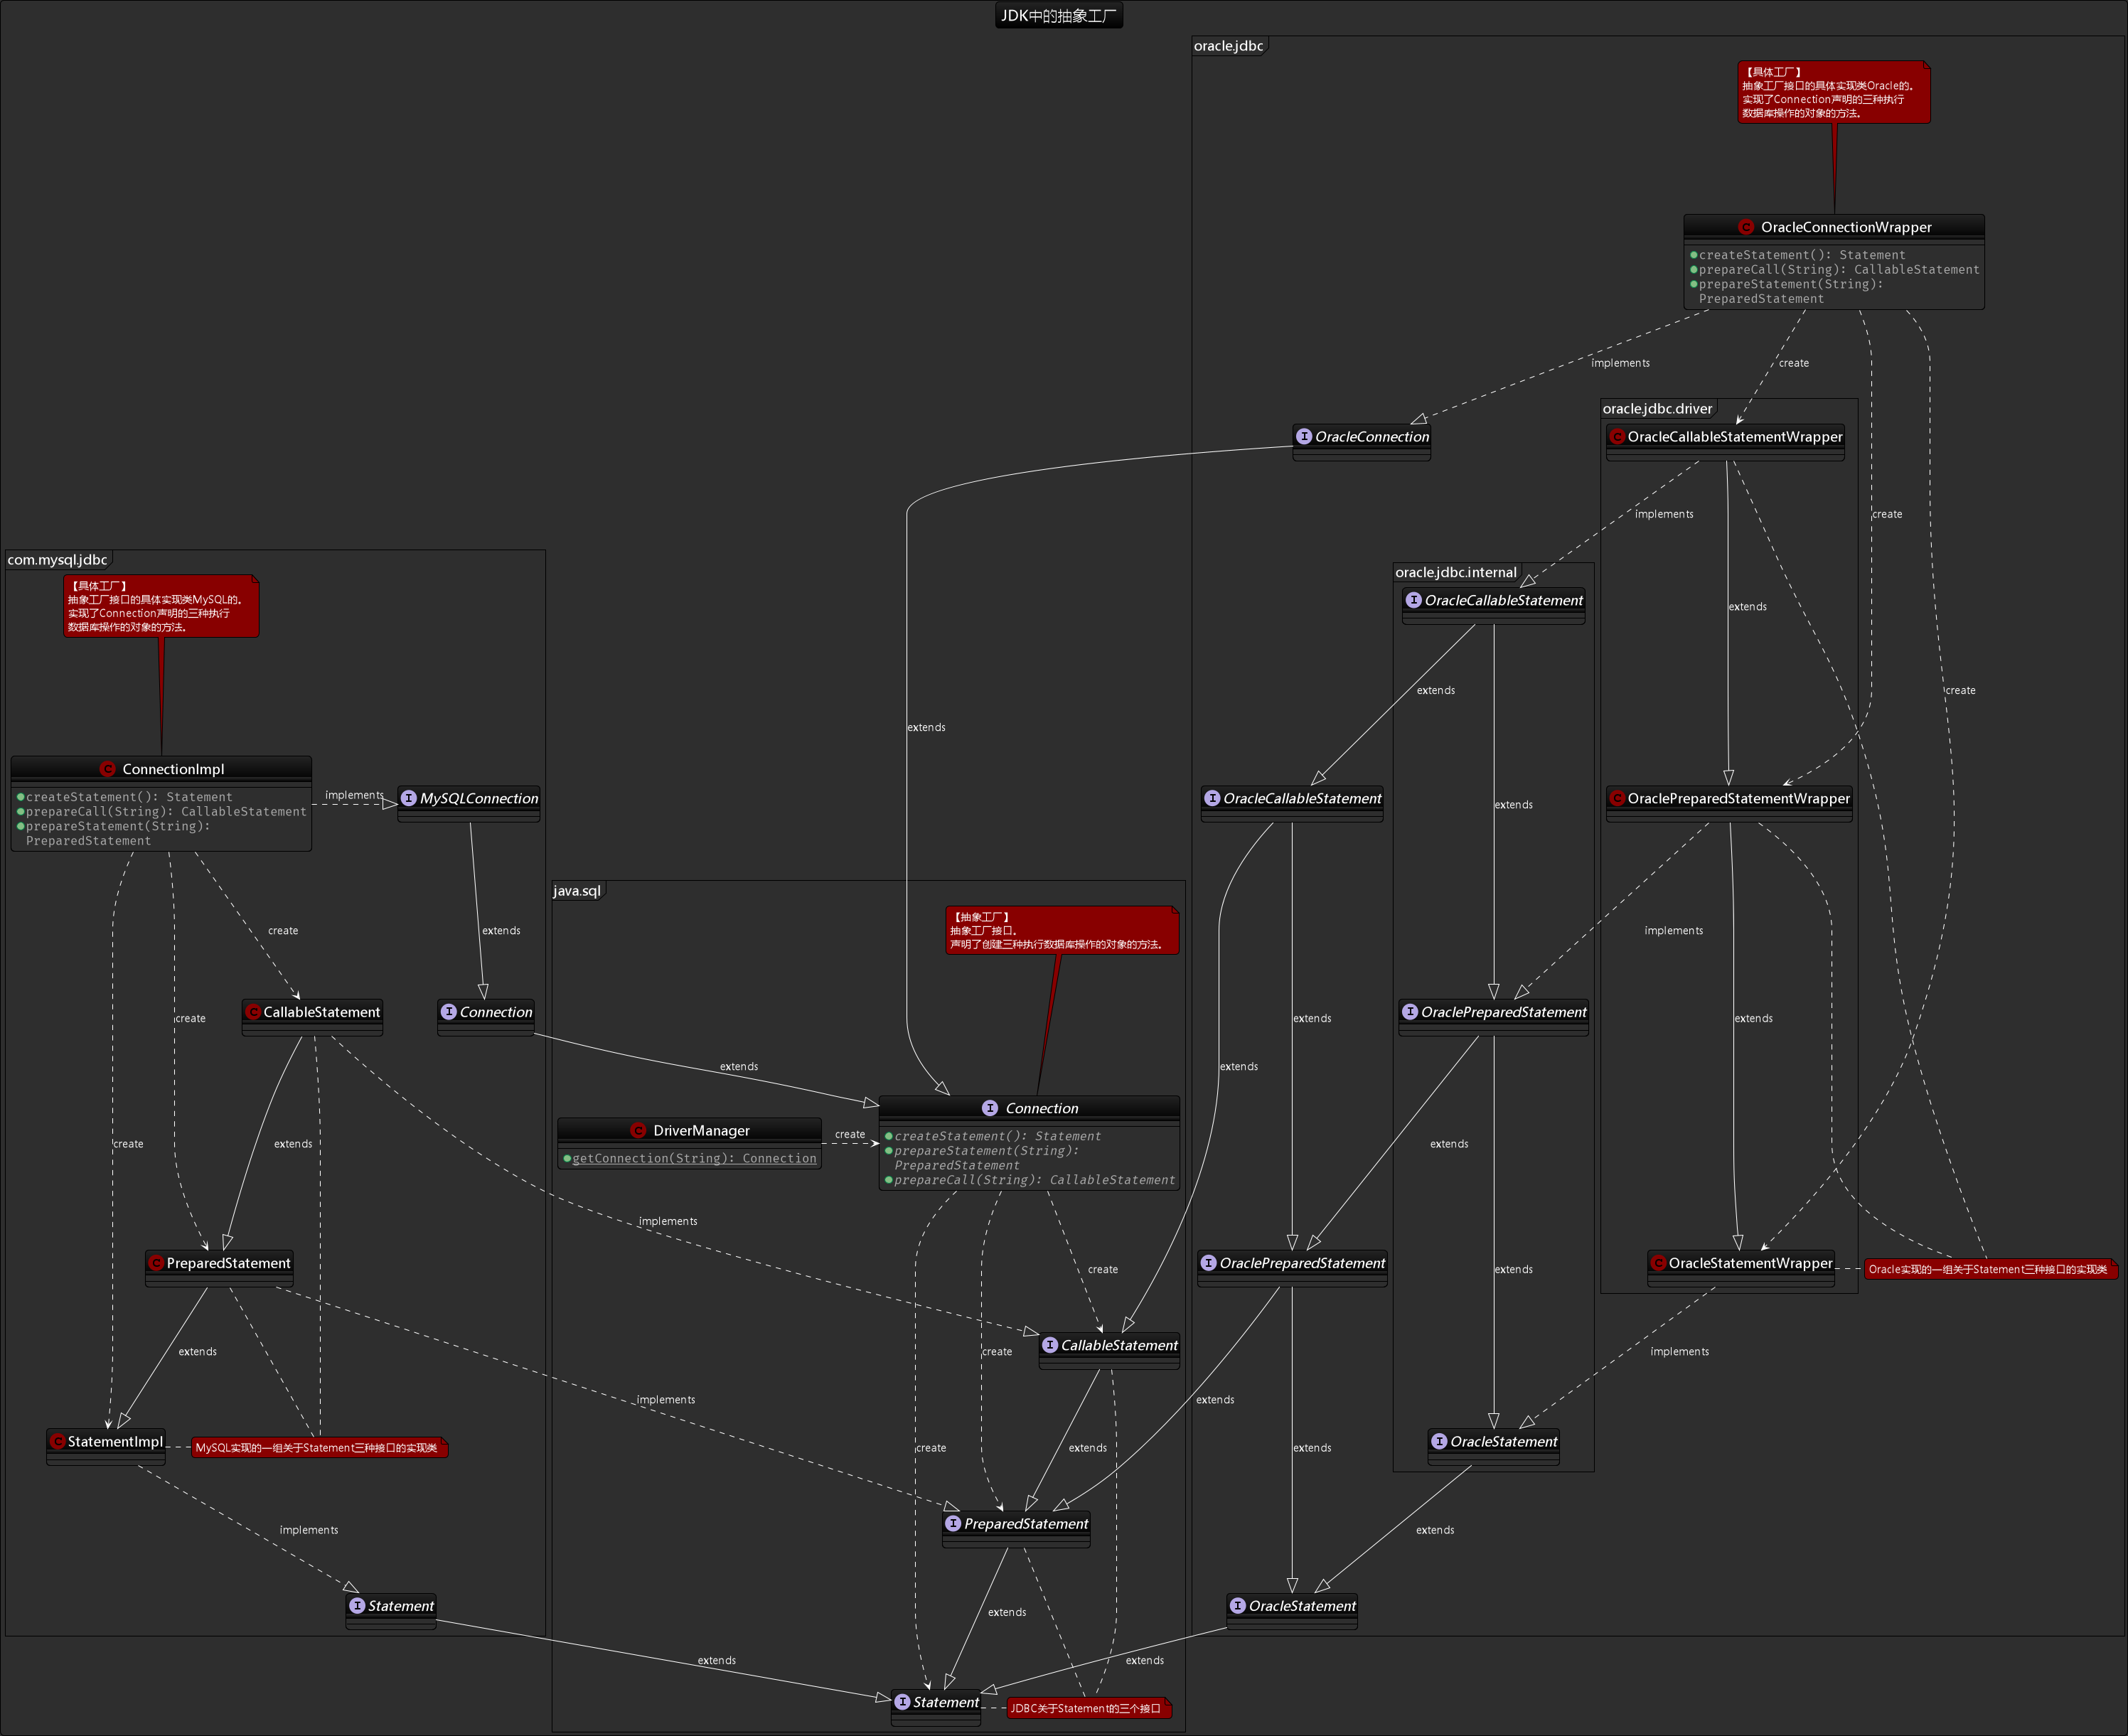 JDK中的抽象工厂
oracle.jdbc
【具体工厂】
抽象工厂接口的具体实现类Oracle的。
实现了Connection声明的三种执行
数据库操作的对象的方法。
C OracleConnectionWrapper
createStatement(): Statement
prepareCall(String): CallableStatement
prepareStatement(String):
PreparedStatement
implements
create
oracle.jdbc.driver
I OracleConnection
C OracleCallableStatementWrapper
implements
create
com.mysql.jdbc
oracle.jdbc.internal
【具体工厂】
抽象工厂接口的具体实现类MySQL的。
实现了Connection声明的三种执行
数据库操作的对象的方法。
I OracleCallableStatement
extends
extends
create
extends
C ConnectionImpl
createStatement(): Statement
prepareCall(String): CallableStatement
prepareStatement(String):
PreparedStatement
implements
I MySQLConnection
I OracleCallableStatement
extends
C OraclePreparedStatementWrapper
java.sql
【抽象工厂】
抽象工厂接口。
声明了创建三种执行数据库操作的对象的方法。
create
extends
implements
C CallableStatement
I Connection
I OraclePreparedStatement
create
extends
extends
extends
extends
I Connection
createStatement(): Statement
prepareStatement(String):
PreparedStatement
prepareCall(String): CallableStatement
C DriverManager
getConnection(String): Connection
create
create
extends
extends
implements
C PreparedStatement
I OraclePreparedStatement
C OracleStatementWrapper
Oracle实现的一组关于Statement三种接口的实现类
create
extends
I CallableStatement
extends
create
implements
implements
extends
C StatementImpl
MySQL实现的一组关于Statement三种接口的实现类
create
extends
extends
I OracleStatement
I PreparedStatement
implements
extends
I Statement
I OracleStatement
extends
extends
extends
I Statement
JDBC关于Statement的三个接口